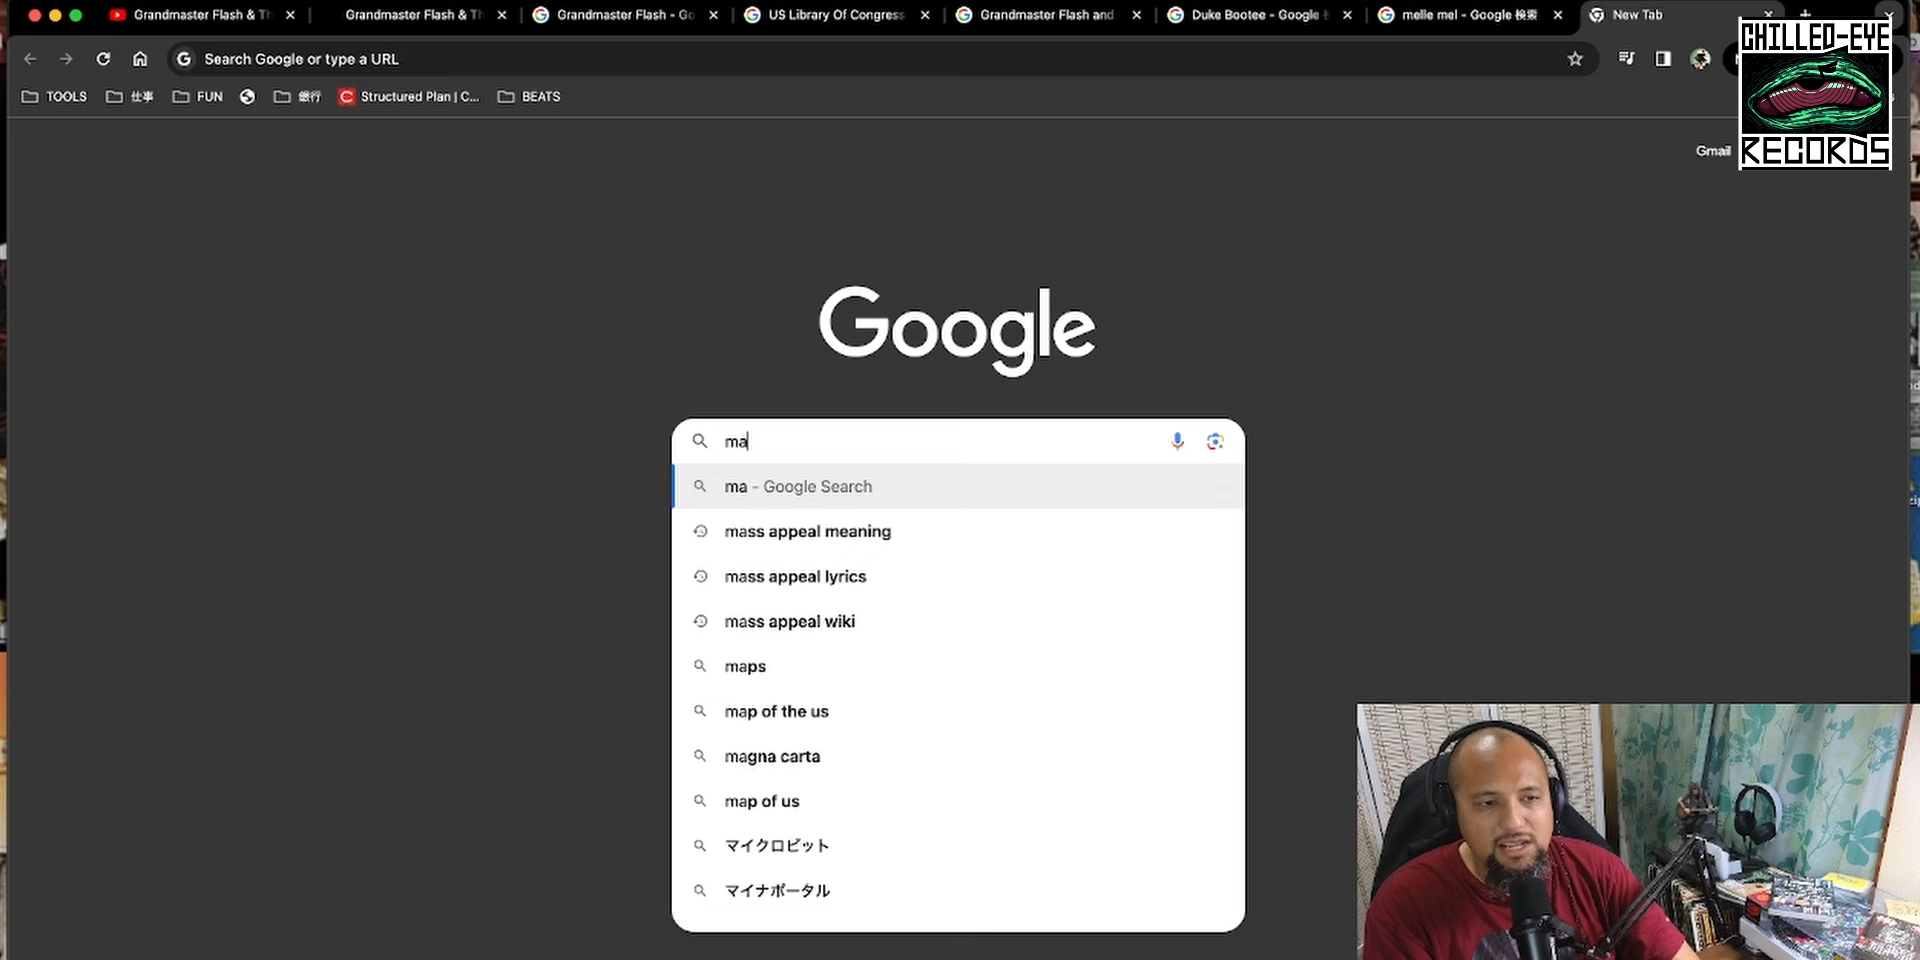 Grandmaster Flash & Th
Grandmaster Flash & Th
Grandmaster Flash - Go
US Library Of Congress
Grandmaster Flash and
Duke Bootee - Google
melle mel - Google 検索
New Tab
Search Google or type a URL
TOOLS
仕事
FUN
銀行
Structured Plan | C...
BEATS
CHILLED-EYE
RECORDS
Gmail
Google
ma
ma - Google Search
mass appeal meaning
mass appeal lyrics
mass appeal wiki
maps
map of the us
magna carta
map of us
マイクロビット
マイナポータル